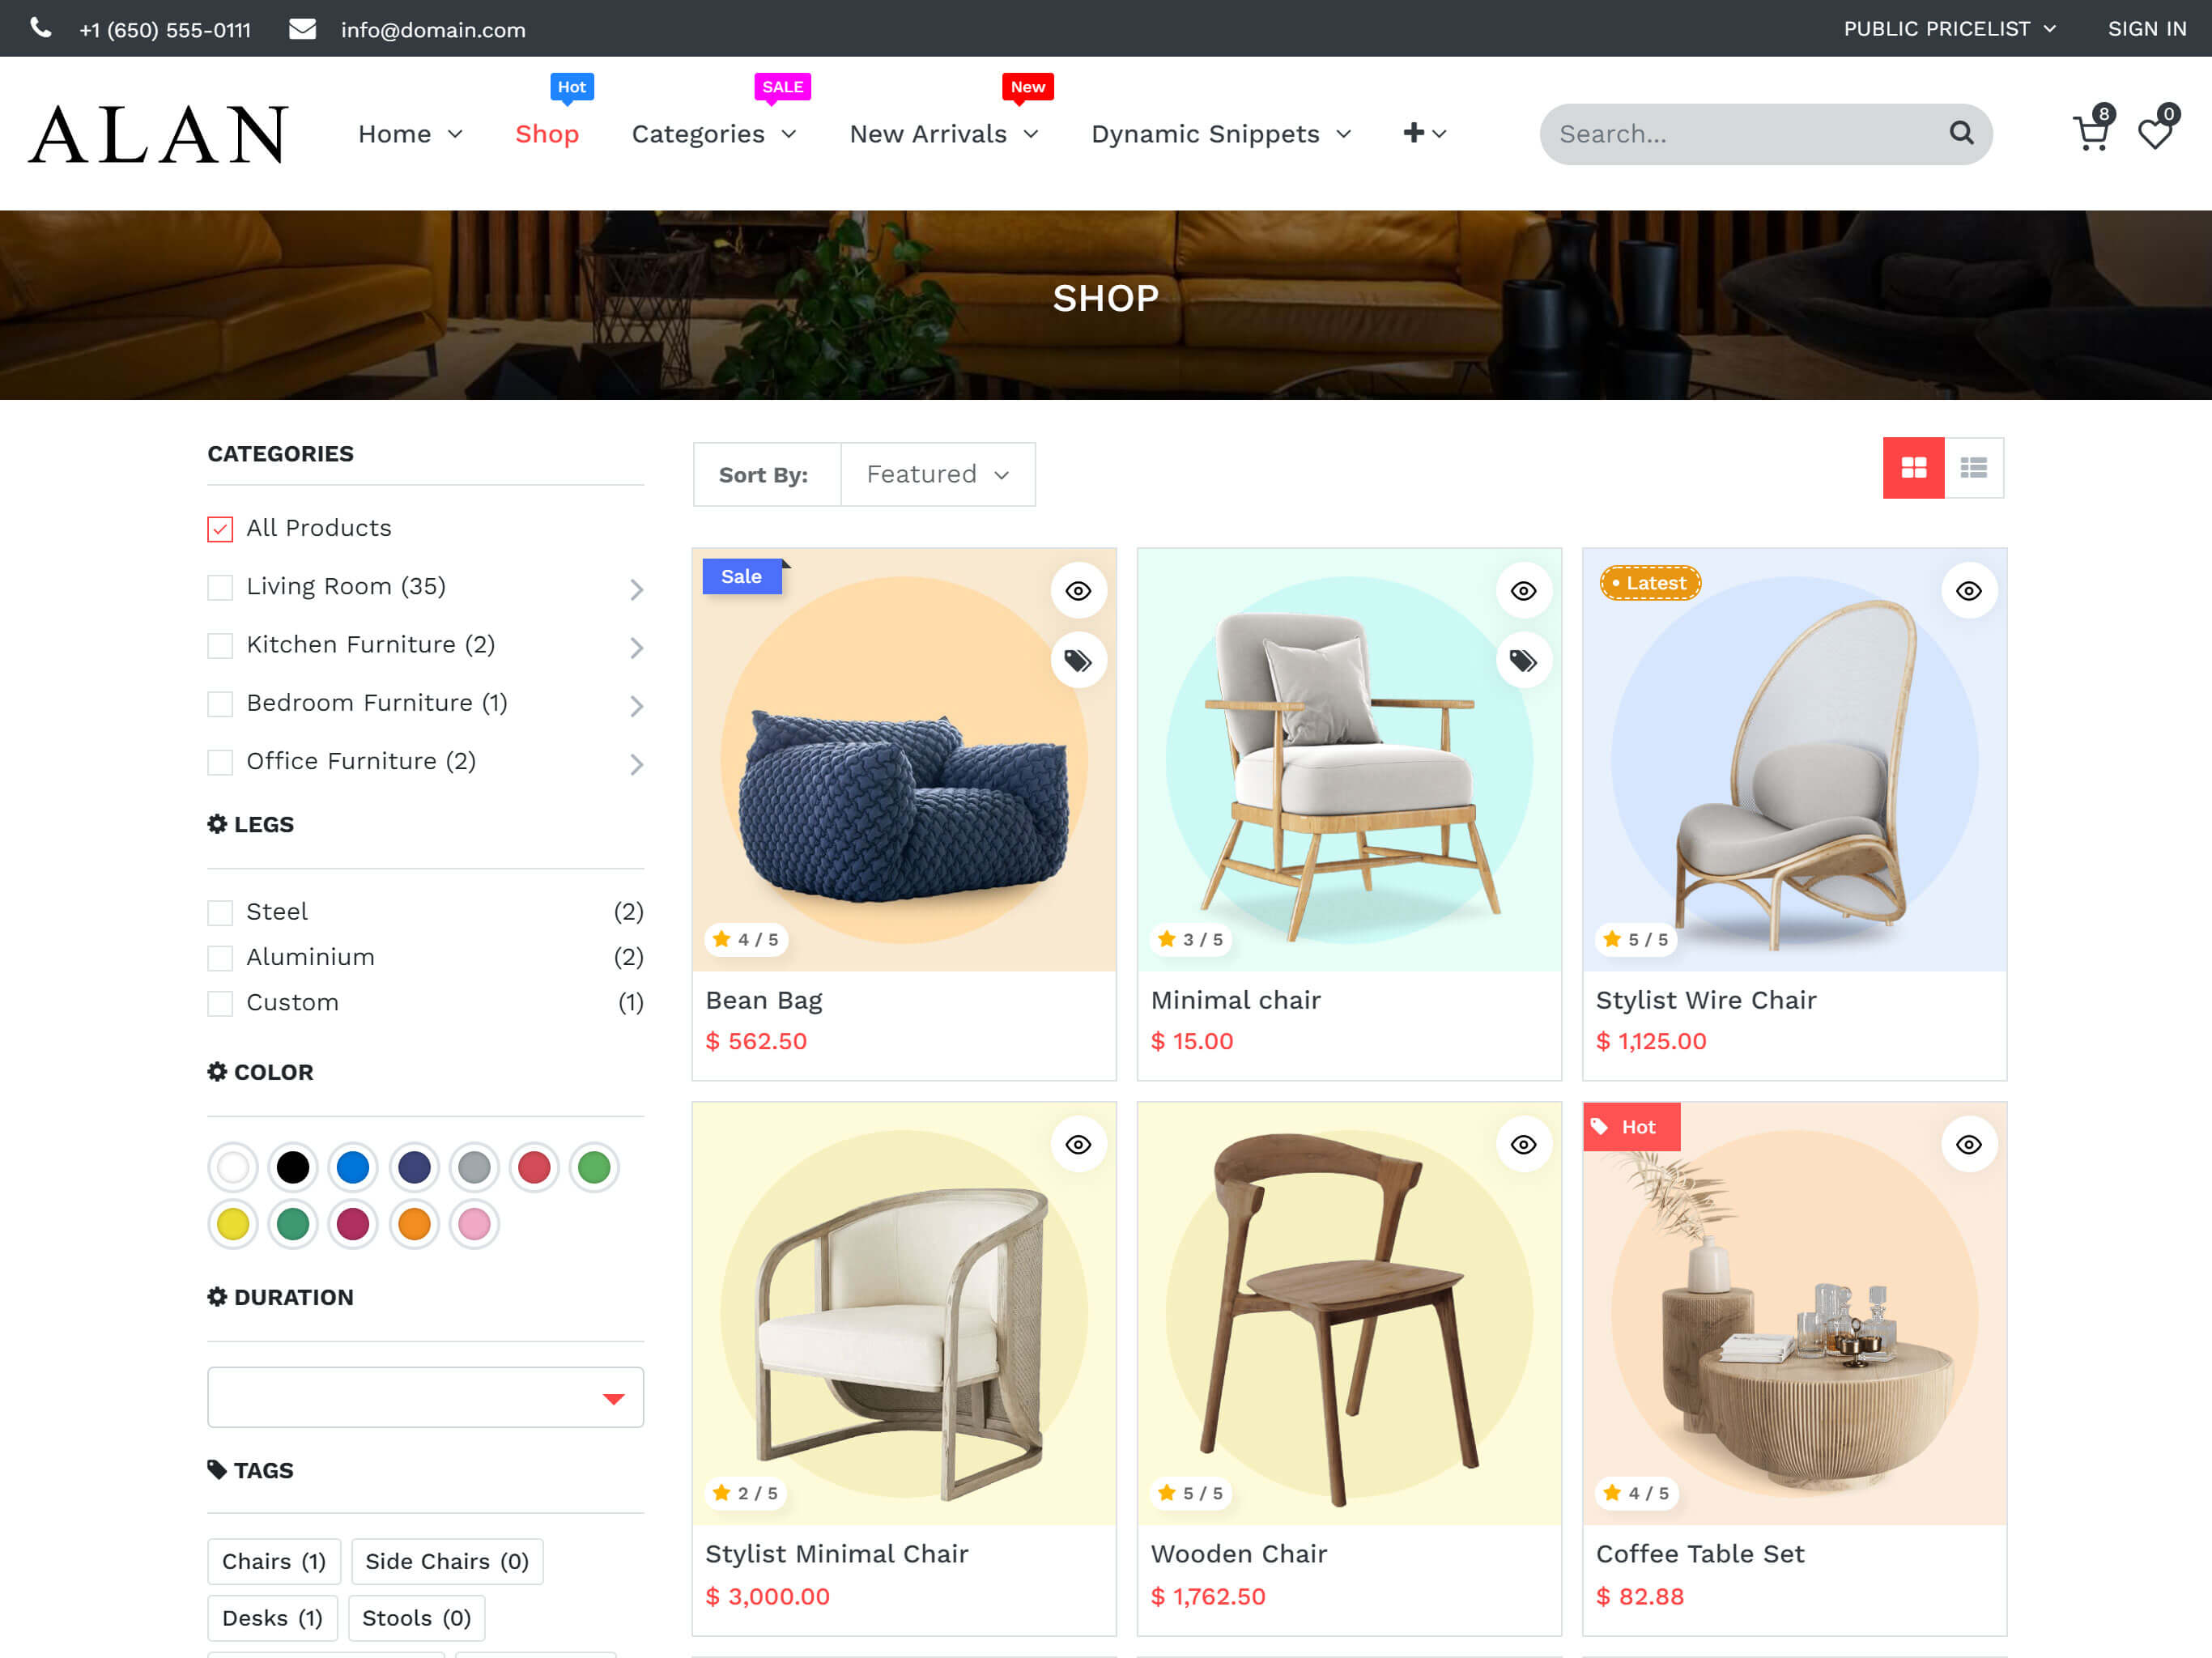 +1 (650) 555-0111 info@domain.com PUBLIC PRICELIST SIGN IN
Hot SALE New
ALAN Home Shop Categories New Arrivals Dynamic Snippets Search... 8 0
SHOP
CATEGORIES
All Products
Living Room (35)
Kitchen Furniture (2)
Bedroom Furniture (1)
Office Furniture (2)
LEGS
Steel (2)
Aluminium (2)
Custom (1)
COLOR
DURATION
TAGS
Chairs (1) Side Chairs (0)
Desks (1) Stools (0)
Sort By: Featured
Sale
4 / 5
Bean Bag
$ 562.50
3 / 5
Minimal chair
$ 15.00
Latest
5 / 5
Stylist Wire Chair
$ 1,125.00
2 / 5
Stylist Minimal Chair
$ 3,000.00
5 / 5
Wooden Chair
$ 1,762.50
Hot
4 / 5
Coffee Table Set
$ 82.88